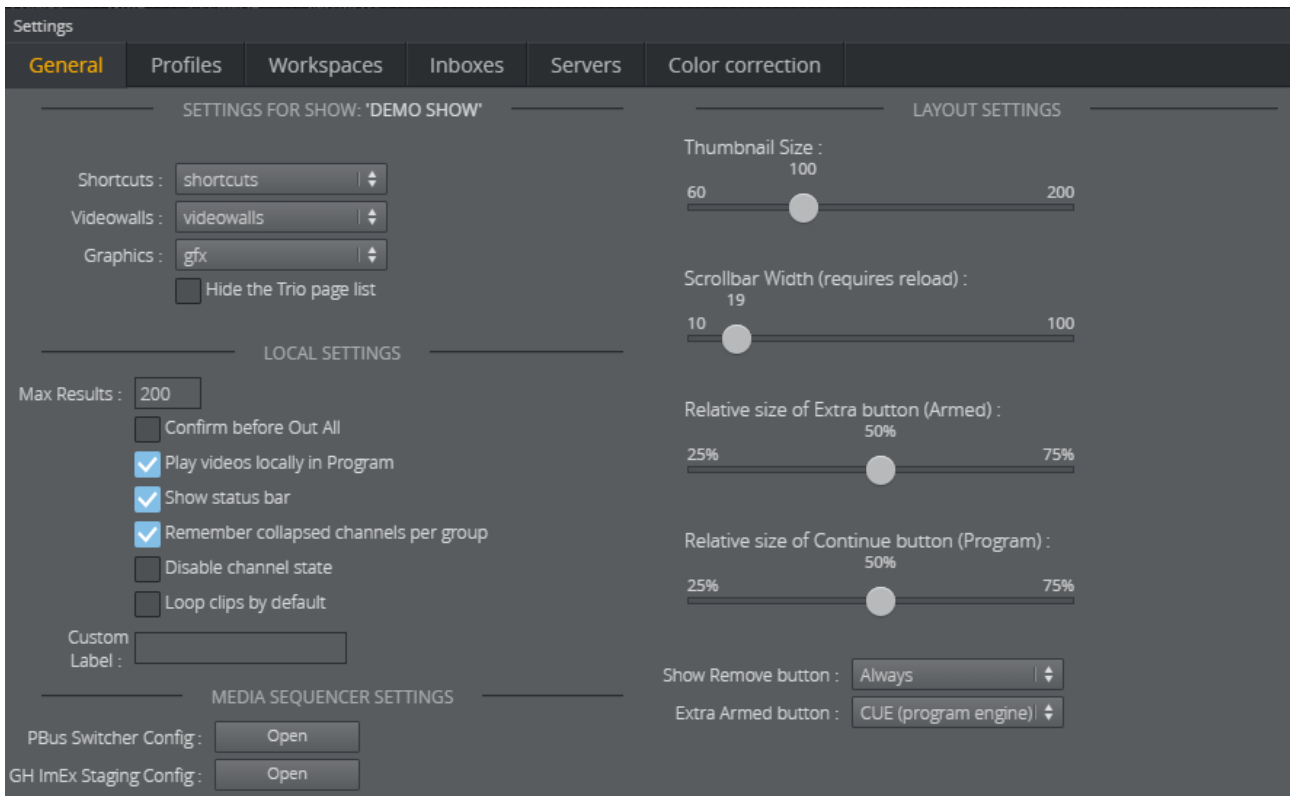 Settings
General Profiles Workspaces Inboxes Servers Color correction
SETTINGS FOR SHOW: 'DEMO SHOW'
Shortcuts : shortcuts
Videowalls : videowalls
Graphics : gfx
Hide the Trio page list
LOCAL SETTINGS
Max Results : 200
Confirm before Out All
Play videos locally in Program
Show status bar
Remember collapsed channels per group
Disable channel state
Loop clips by default
Custom
Label :
MEDIA SEQUENCER SETTINGS
PBus Switcher Config : Open
GH ImEx Staging Config : Open
LAYOUT SETTINGS
Thumbnail Size :
100
60 200
Scrollbar Width (requires reload) :
19
10 100
Relative size of Extra button (Armed) :
50%
25% 75%
Relative size of Continue button (Program) :
50%
25% 75%
Show Remove button : Always
Extra Armed button : CUE (program engine)